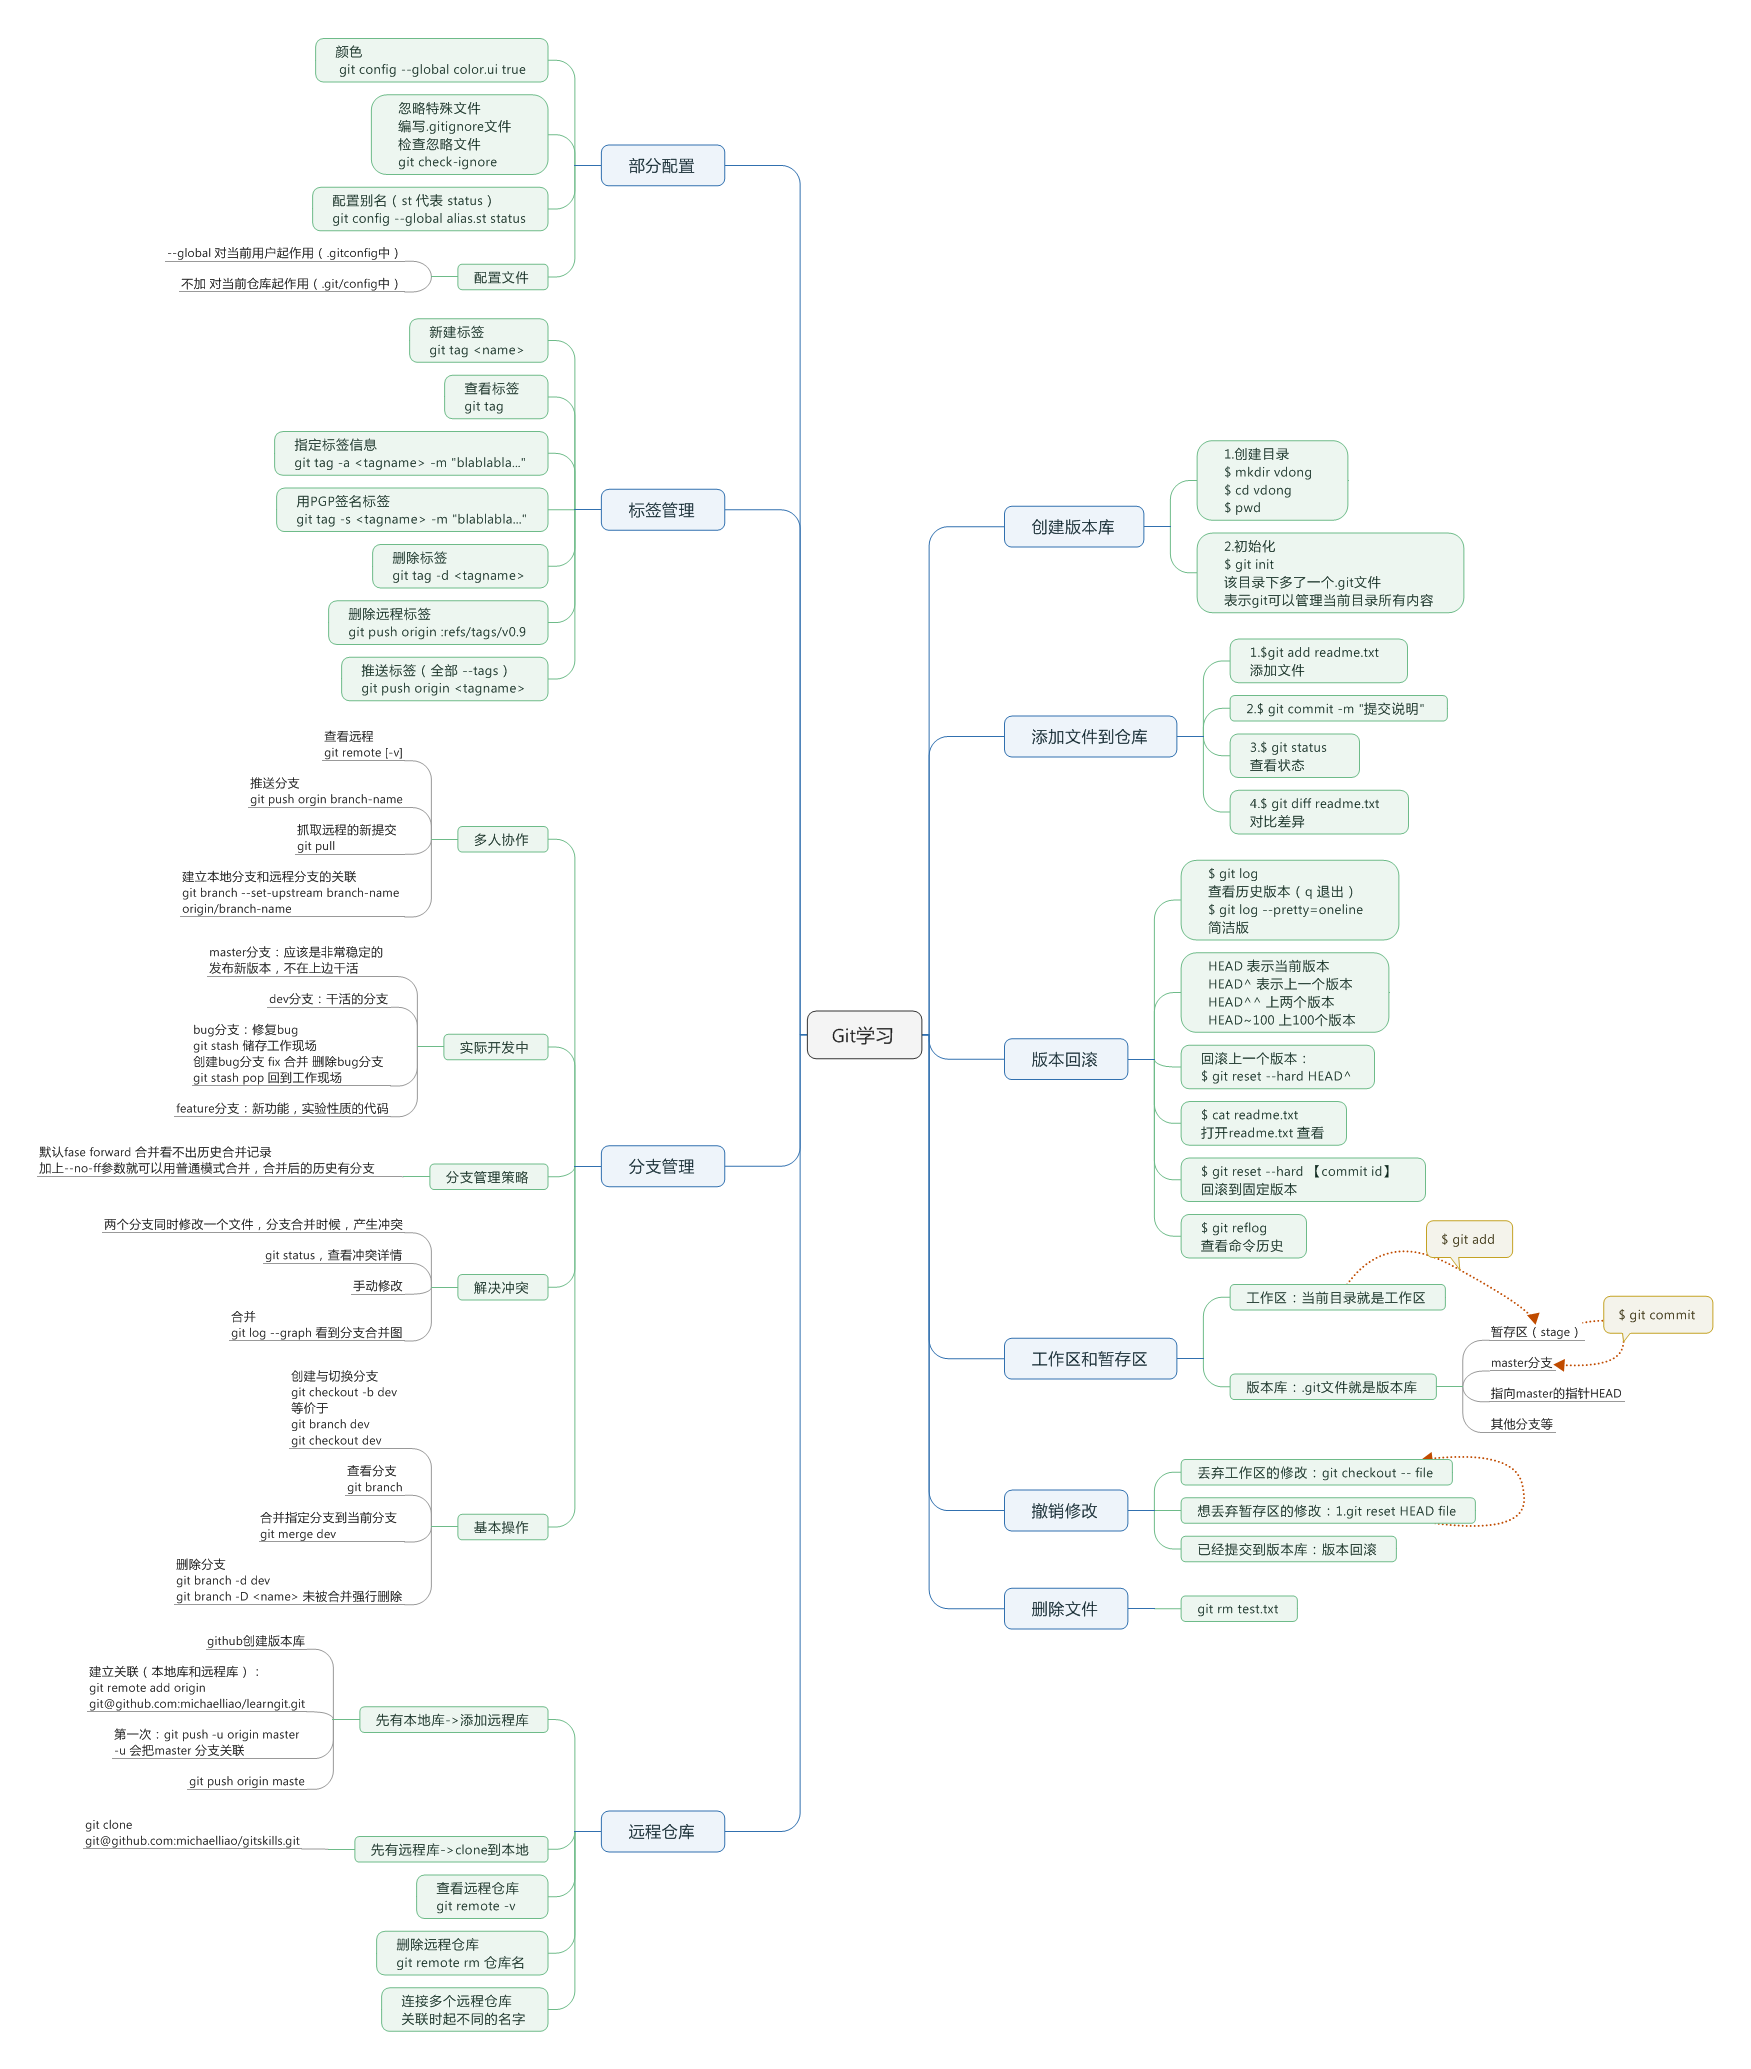 Git学习
创建版本库
1.创建目录
$ mkdir vdong
$ cd vdong
$ pwd
2.初始化
$ git init
该目录下多了一个.git文件
表示git可以管理当前目录所有内容
添加文件到仓库
1.$git add readme.txt
添加文件
2.$ git commit -m "提交说明"
3.$ git status
查看状态
4.$ git diff readme.txt
对比差异
版本回滚
$ git log
查看历史版本（q 退出）
$ git log --pretty=oneline
简洁版
HEAD 表示当前版本
HEAD^ 表示上一个版本
HEAD^^ 上两个版本
HEAD~100 上100个版本
回滚上一个版本：
$ git reset --hard HEAD^
$ cat readme.txt
打开readme.txt 查看
$ git reset --hard 【commit id】
回滚到固定版本
$ git reflog
查看命令历史
工作区和暂存区
工作区：当前目录就是工作区
$ git add
版本库：.git文件就是版本库
暂存区（stage）
$ git commit
master分支
指向master的指针HEAD
其他分支等
撤销修改
丢弃工作区的修改：git checkout -- file
想丢弃暂存区的修改：1.git reset HEAD file
已经提交到版本库：版本回滚
删除文件
git rm test.txt
部分配置
颜色
git config --global color.ui true
忽略特殊文件
编写.gitignore文件
检查忽略文件
git check-ignore
配置别名（st 代表 status）
git config --global alias.st status
配置文件
--global 对当前用户起作用（.gitconfig中）
不加 对当前仓库起作用（.git/config中）
标签管理
新建标签
git tag <name>
查看标签
git tag
指定标签信息
git tag -a <tagname> -m "blablabla..."
用PGP签名标签
git tag -s <tagname> -m "blablabla..."
删除标签
git tag -d <tagname>
删除远程标签
git push origin :refs/tags/v0.9
推送标签（全部 --tags）
git push origin <tagname>
分支管理
多人协作
查看远程
git remote [-v]
推送分支
git push orgin branch-name
抓取远程的新提交
git pull
建立本地分支和远程分支的关联
git branch --set-upstream branch-name
origin/branch-name
实际开发中
master分支：应该是非常稳定的
发布新版本，不在上边干活
dev分支：干活的分支
bug分支：修复bug
git stash 储存工作现场
创建bug分支 fix 合并 删除bug分支
git stash pop 回到工作现场
feature分支：新功能，实验性质的代码
分支管理策略
默认fase forward 合并看不出历史合并记录
加上--no-ff参数就可以用普通模式合并，合并后的历史有分支
解决冲突
两个分支同时修改一个文件，分支合并时候，产生冲突
git status，查看冲突详情
手动修改
合并
git log --graph 看到分支合并图
基本操作
创建与切换分支
git checkout -b dev
等价于
git branch dev
git checkout dev
查看分支
git branch
合并指定分支到当前分支
git merge dev
删除分支
git branch -d dev
git branch -D <name> 未被合并强行删除
远程仓库
先有本地库->添加远程库
github创建版本库
建立关联（本地库和远程库）：
git remote add origin
git@github.com:michaelliao/learngit.git
第一次：git push -u origin master
-u 会把master 分支关联
git push origin maste
先有远程库->clone到本地
git clone
git@github.com:michaelliao/gitskills.git
查看远程仓库
git remote -v
删除远程仓库
git remote rm 仓库名
连接多个远程仓库
关联时起不同的名字